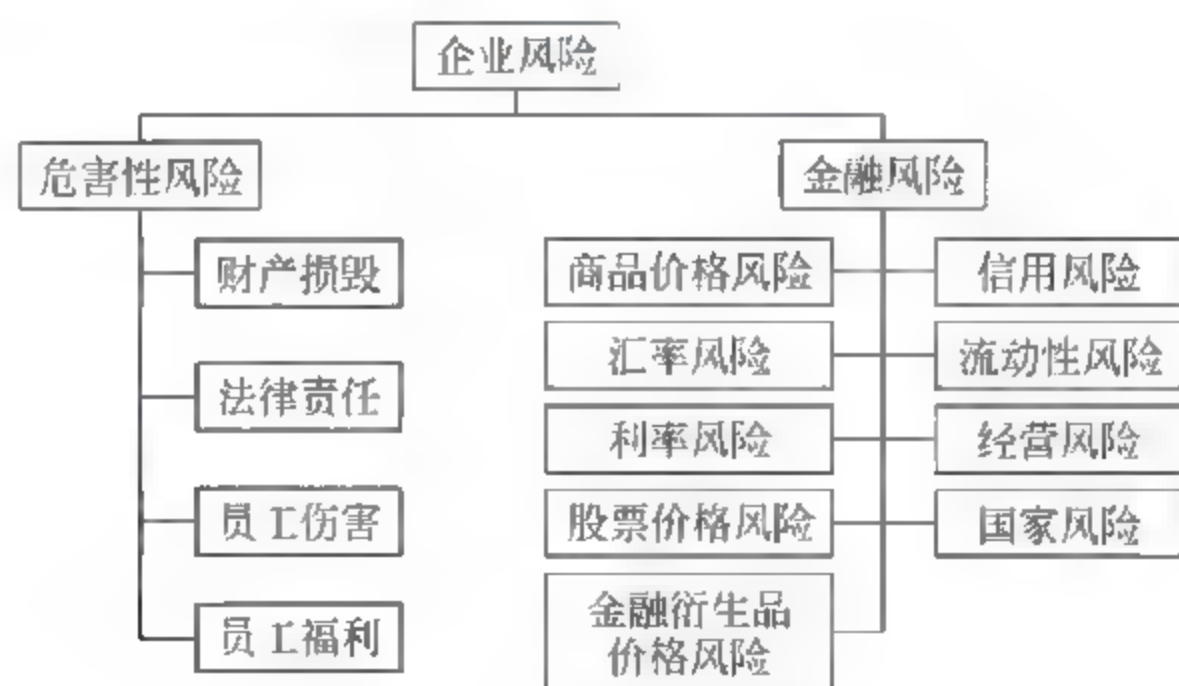 企业风险
危害性风险
金融风险
财产损毁
法律责任
员工伤害
员工福利
商品价格风险
汇率风险
利率风险
股票价格风险
金融衍生品
价格风险
信用风险
流动性风险
经营风险
国家风险